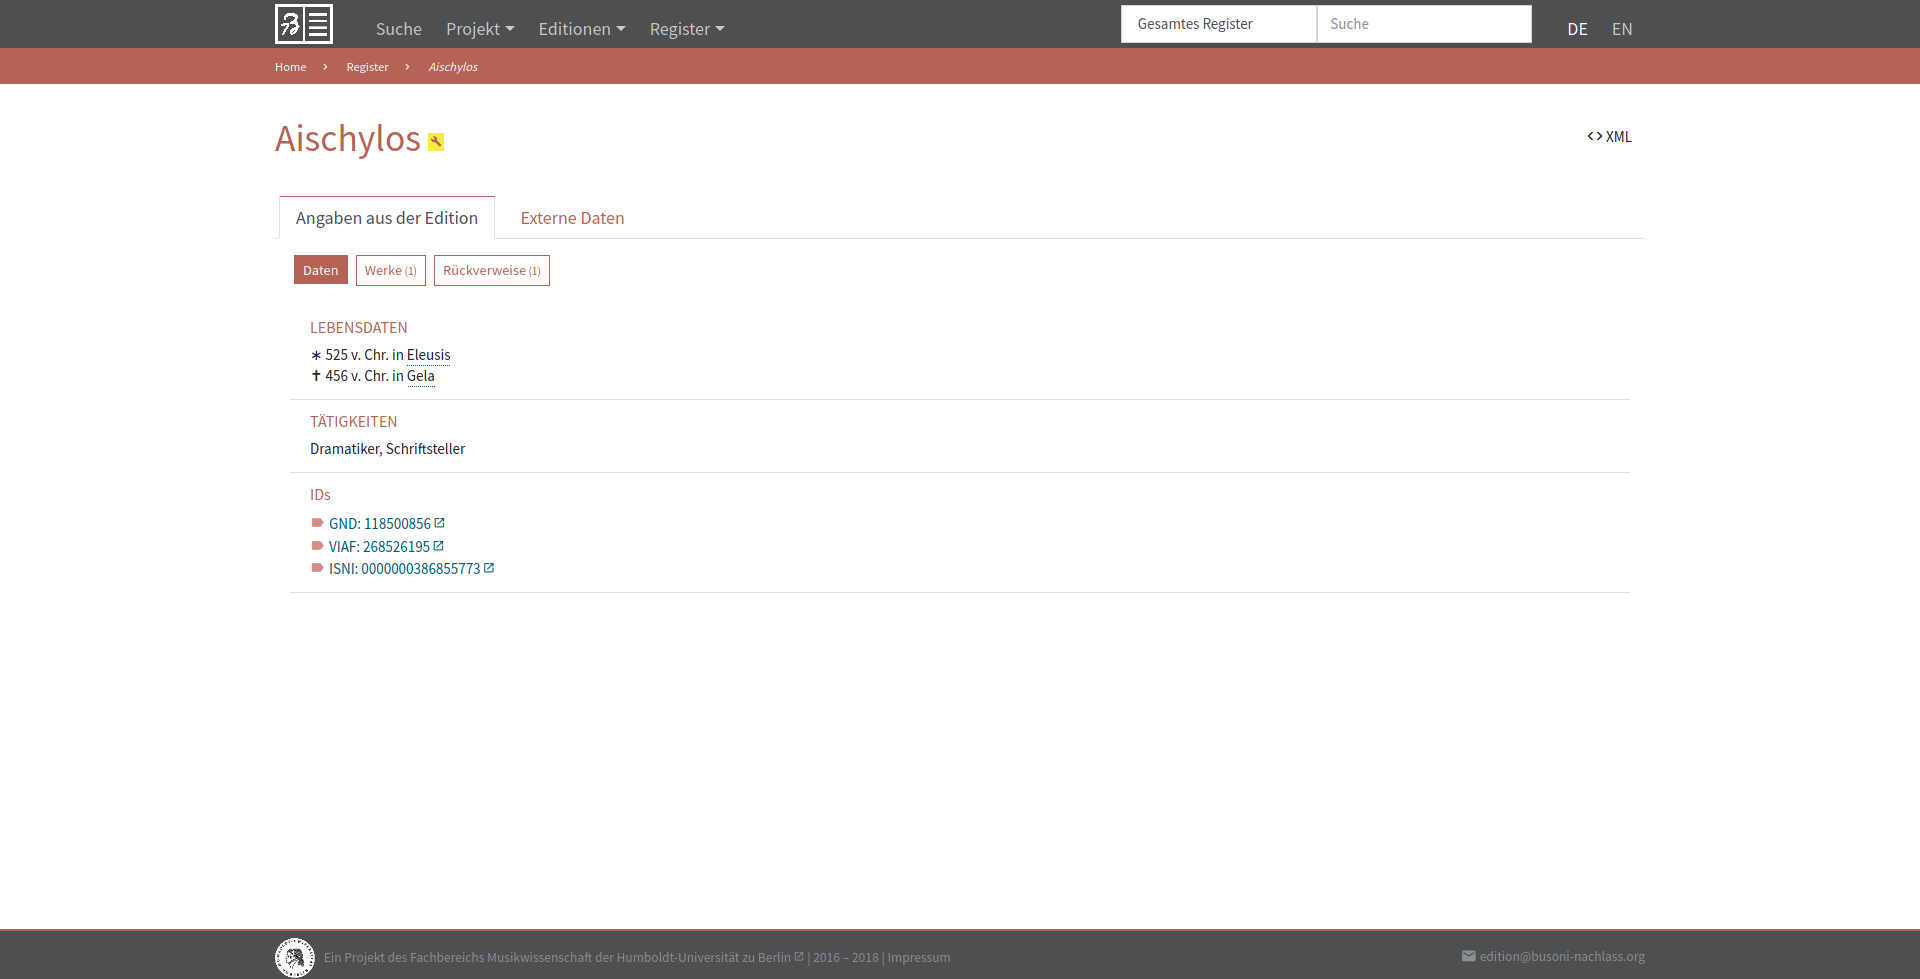 Suche Projekt Editionen Register Gesamtes Register Suche DE EN
Home Register Aischylos
Aischylos
XML
Angaben aus der Edition Externe Daten
Daten Werke (1) Rückverweise (1)
LEBENSDATEN
∗ 525 v. Chr. in Eleusis
✝ 456 v. Chr. in Gela
TÄTIGKEITEN
Dramatiker, Schriftsteller
IDs
GND: 118500856
VIAF: 268526195
ISNI: 0000000386855773
Ein Projekt des Fachbereichs Musikwissenschaft der Humboldt-Universität zu Berlin | 2016 – 2018 | Impressum
edition@busoni-nachlass.org